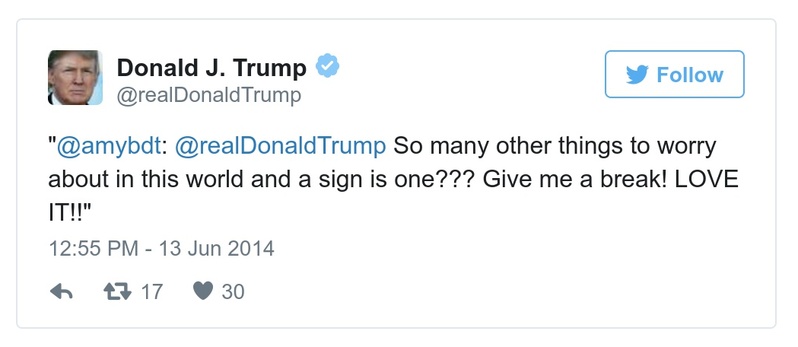 Donald J. Trump
@realDonaldTrump
Follow
"@amybdt: @realDonaldTrump So many other things to worry
about in this world and a sign is one??? Give me a break! LOVE
IT!!"
12:55 PM - 13 Jun 2014
17 30